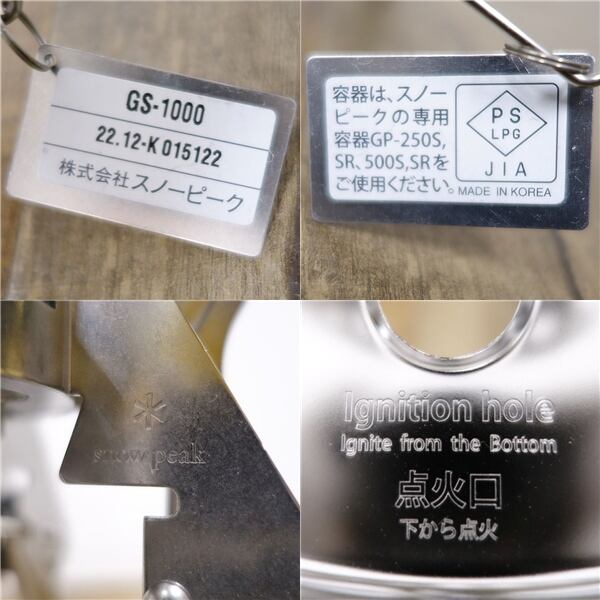 GS-1000
22.12-K 015122
株式会社スノーピーク
容器は、スノー
ピークの専用
容器GP-250S,
SR、500S,SRを
ご使用ください。
PS
LPG
JIA
MADE IN KOREA
snow peak
Ignition hole
Ignite from the Bottom
点火口
下から点火